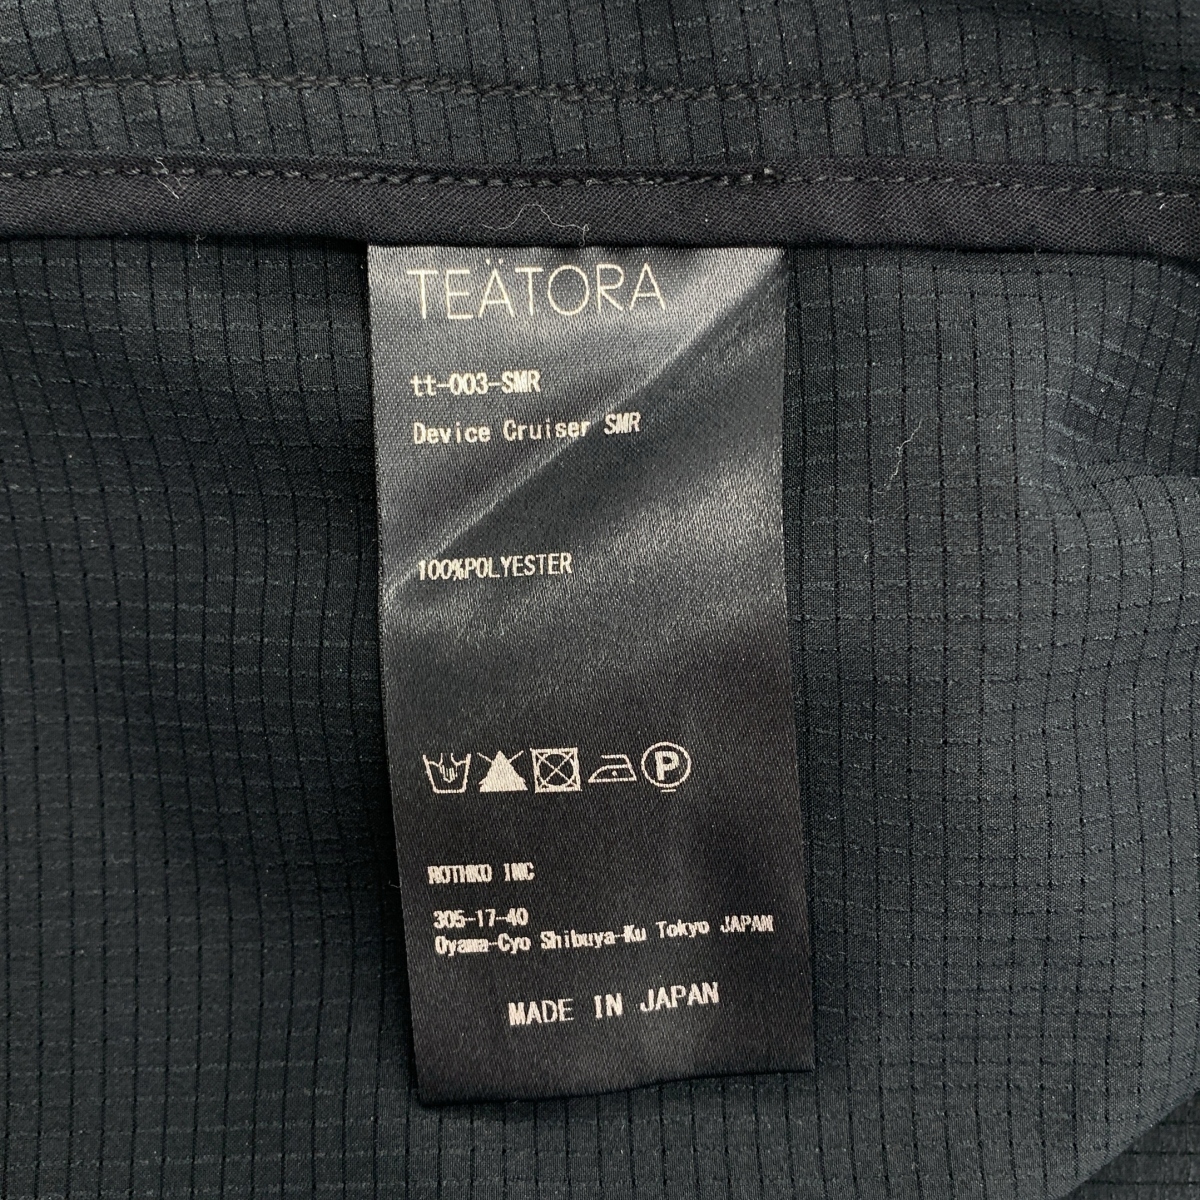 TEÄTORA
tt-003-SMR
Device Cruiser SMR
100%POLYESTER
P
ROTHKO INC
305-17-40
Oyama-Cyo Shibuya-Ku Tokyo JAPAN
MADE IN JAPAN